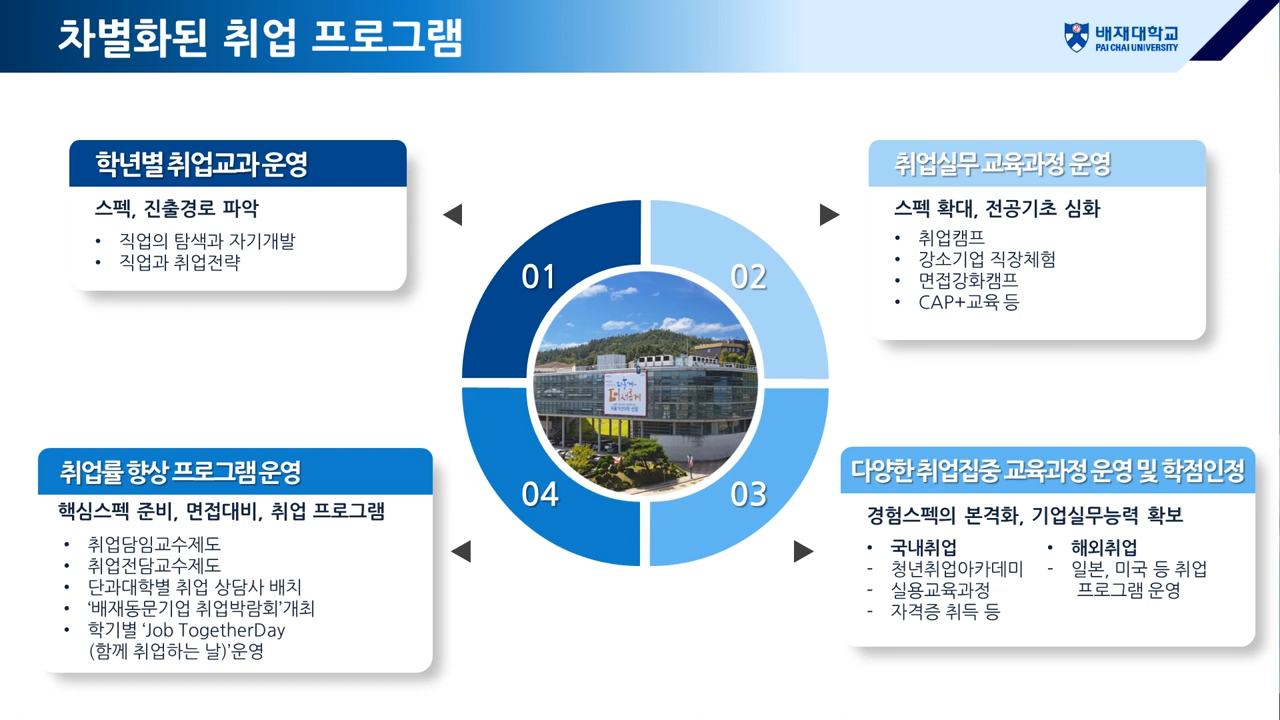 차별화된 취업 프로그램
배재대학교
PAI CHAI UNIVERSITY
학년별 취업교과 운영
스펙, 진출경로 파악
• 직업의 탐색과 자기개발
• 직업과 취업전략
01
02
취업실무 교육과정 운영
스펙 확대, 전공기초 심화
• 취업캠프
• 강소기업 직장체험
• 면접강화캠프
• CAP+교육 등
취업률 향상 프로그램 운영
핵심스펙 준비, 면접대비, 취업 프로그램
• 취업담임교수제도
• 취업전담교수제도
• 단과대학별 취업 상담사 배치
• ‘배재동문기업 취업박람회’개최
• 학기별 ‘Job TogetherDay
(함께 취업하는 날)’운영
04
03
다양한 취업집중 교육과정 운영 및 학점인정
경험스펙의 본격화, 기업실무능력 확보
• 국내취업
- 청년취업아카데미
- 실용교육과정
- 자격증 취득 등
• 해외취업
- 일본, 미국 등 취업
프로그램 운영